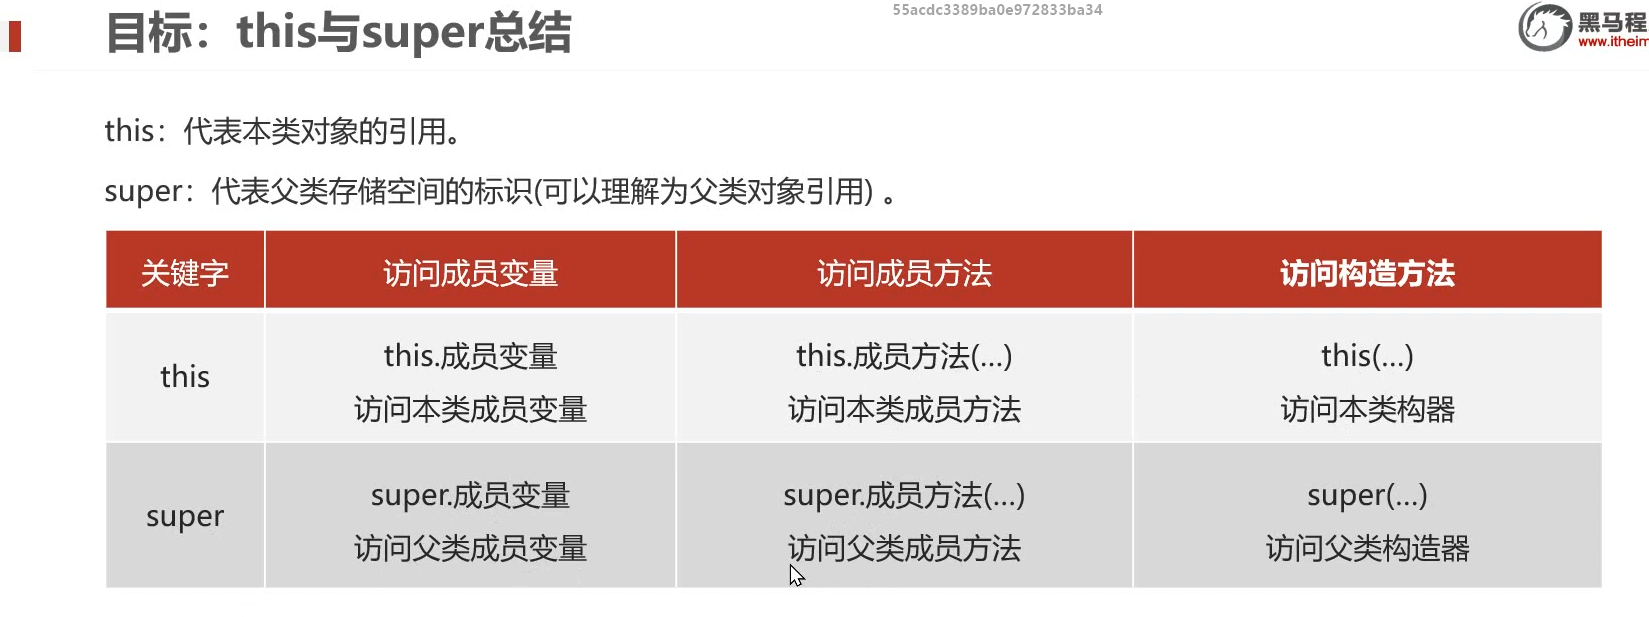 55acdc3389ba0e972833ba34
目标：this与super总结
黑马程
www.itheim
this：代表本类对象的引用。
super：代表父类存储空间的标识(可以理解为父类对象引用) 。
关键字 访问成员变量 访问成员方法 访问构造方法
this
this.成员变量
访问本类成员变量
this.成员方法(...)
访问本类成员方法
this(...)
访问本类构器
super
super.成员变量
访问父类成员变量
super.成员方法(...)
访问父类成员方法
super(...)
访问父类构造器